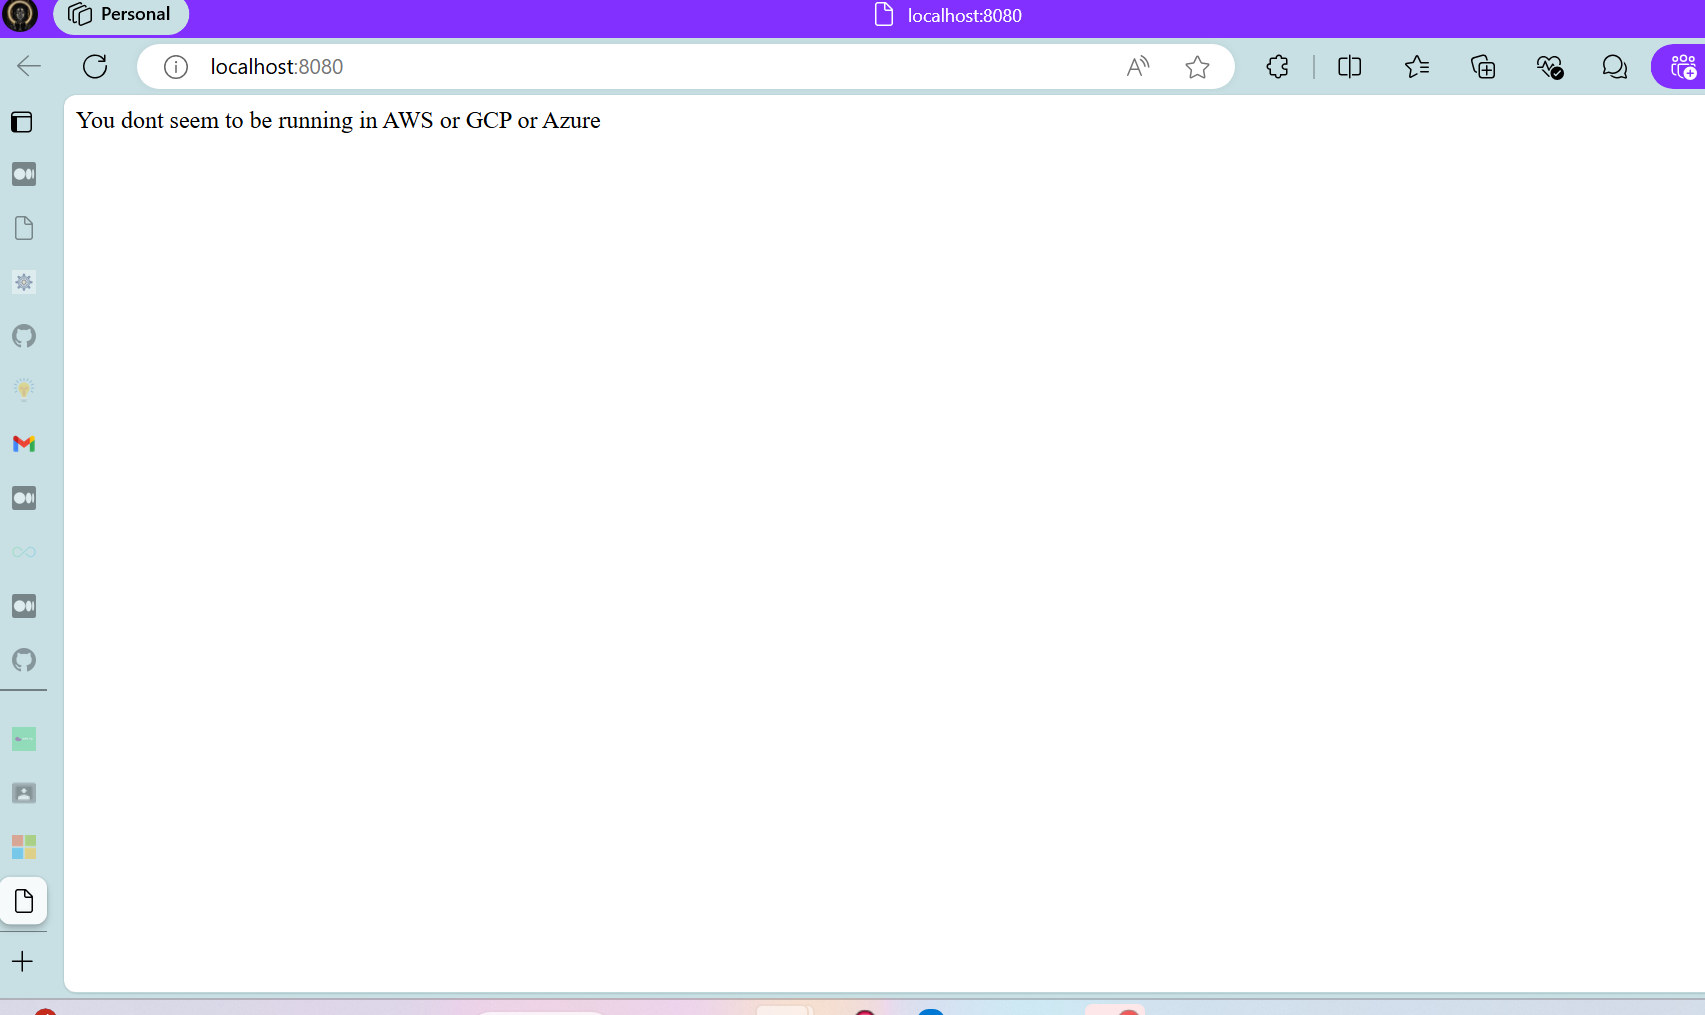 Personal
localhost:8080
localhost:8080
You dont seem to be running in AWS or GCP or Azure